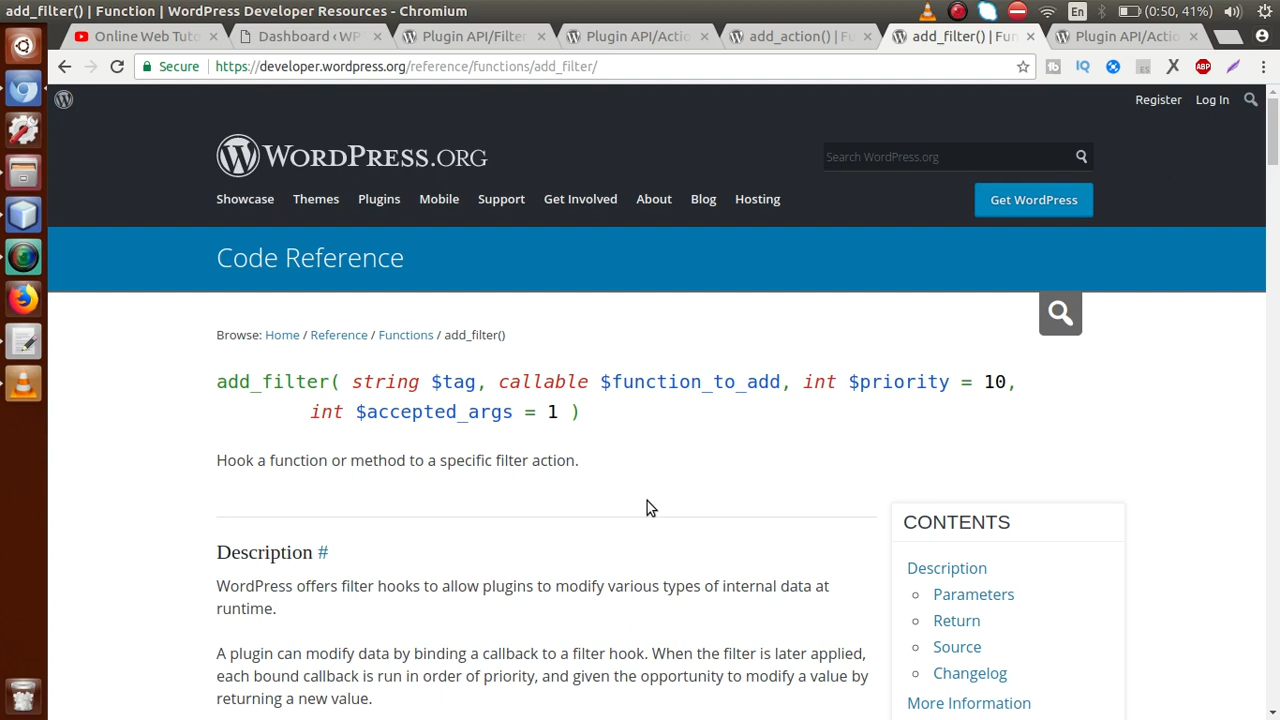 add_filter() | Function | WordPress Developer Resources - Chromium
En
(0:50, 41%)
Online Web Tuto
Dashboard ‹ WP
Plugin API/Filter
Plugin API/Actio
add_action() | Fu
add_filter() | Fun
Plugin API/Actio
Secure
https://developer.wordpress.org/reference/functions/add_filter/
fb
IQ
ABP
Register
Log In
WORDPRESS.ORG
Search WordPress.org
Showcase
Themes
Plugins
Mobile
Support
Get Involved
About
Blog
Hosting
Get WordPress
Code Reference
Browse: Home / Reference / Functions / add_filter()
add_filter( string $tag, callable $function_to_add, int $priority = 10,
int $accepted_args = 1 )
Hook a function or method to a specific filter action.
Description #
WordPress offers filter hooks to allow plugins to modify various types of internal data at
runtime.
A plugin can modify data by binding a callback to a filter hook. When the filter is later applied,
each bound callback is run in order of priority, and given the opportunity to modify a value by
returning a new value.
CONTENTS
Description
Parameters
Return
Source
Changelog
More Information